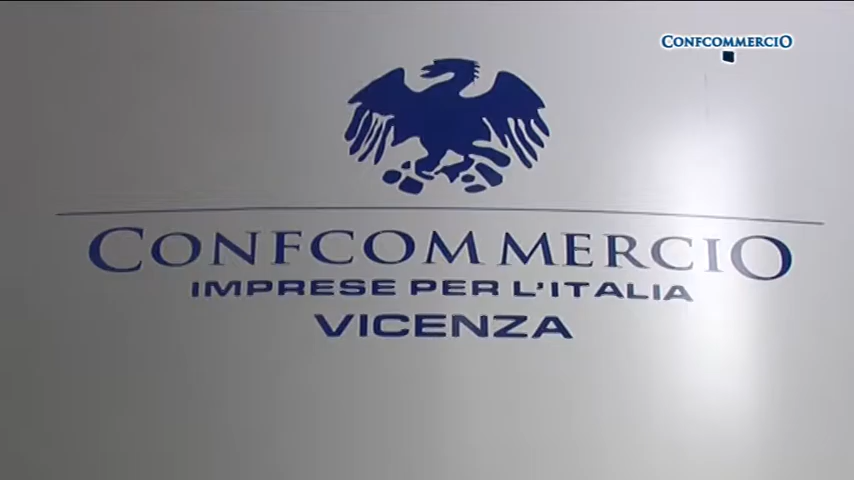 CONFCOMMERCIO
CONFCOMMERCIO
IMPRESE PER L'ITALIA
VICENZA